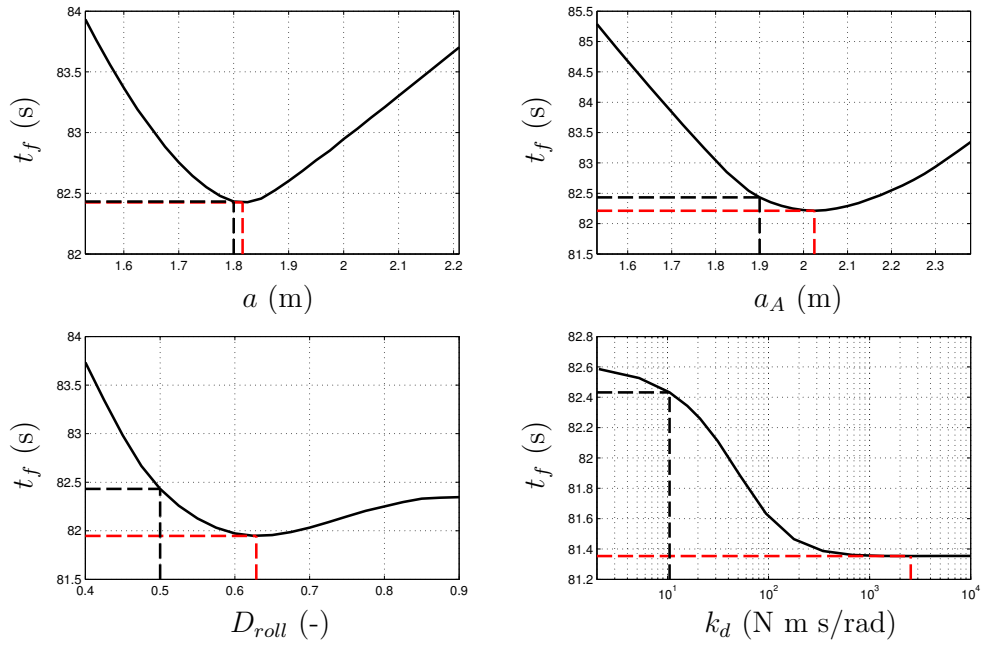 84
83.5
83
82.5
82
t_f (s)
1.6 1.7 1.8 1.9 2 2.1 2.2
a (m)
85.5
85
84.5
84
83.5
83
82.5
82
81.5
t_f (s)
1.6 1.7 1.8 1.9 2 2.1 2.2 2.3
a_A (m)
84
83.5
83
82.5
82
81.5
t_f (s)
0.4 0.5 0.6 0.7 0.8 0.9
D_{roll} (-)
82.8
82.6
82.4
82.2
82
81.8
81.6
81.4
81.2
t_f (s)
10^1 10^2 10^3 10^4
k_d (N m s/rad)